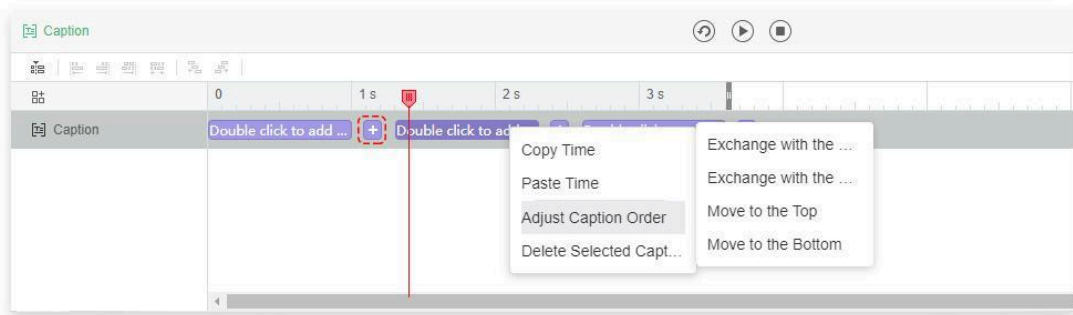 Caption
0 1 s 2 s 3 s
Caption
Double click to add ... + Double click to ad
Copy Time
Paste Time
Adjust Caption Order
Delete Selected Capt...
Exchange with the ...
Exchange with the ...
Move to the Top
Move to the Bottom